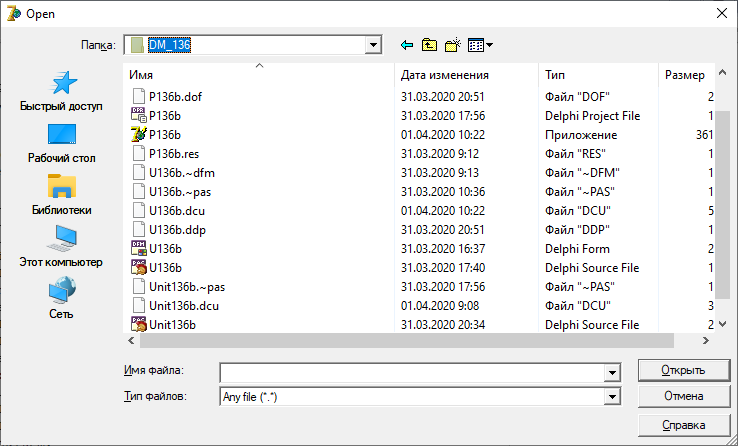 Open
Папка: DM_136
Быстрый доступ
Рабочий стол
Библиотеки
Этот компьютер
Сеть
Имя Дата изменения Тип Размер
P136b.dof 31.03.2020 20:51 Файл "DOF" 2
P136b 31.03.2020 17:56 Delphi Project File 1
P136b 01.04.2020 10:22 Приложение 361
P136b.res 31.03.2020 9:12 Файл "RES" 1
U136b.~dfm 31.03.2020 9:13 Файл "~DFM" 1
U136b.~pas 31.03.2020 10:36 Файл "~PAS" 1
U136b.dcu 01.04.2020 10:22 Файл "DCU" 5
U136b.ddp 31.03.2020 20:51 Файл "DDP" 1
U136b 31.03.2020 16:37 Delphi Form 2
U136b 31.03.2020 17:40 Delphi Source File 1
Unit136b.~pas 31.03.2020 17:56 Файл "~PAS" 1
Unit136b.dcu 01.04.2020 9:08 Файл "DCU" 3
Unit136b 31.03.2020 20:34 Delphi Source File 2
Имя файла: Открыть
Тип файлов: Any file (*.*) Отмена
Справка